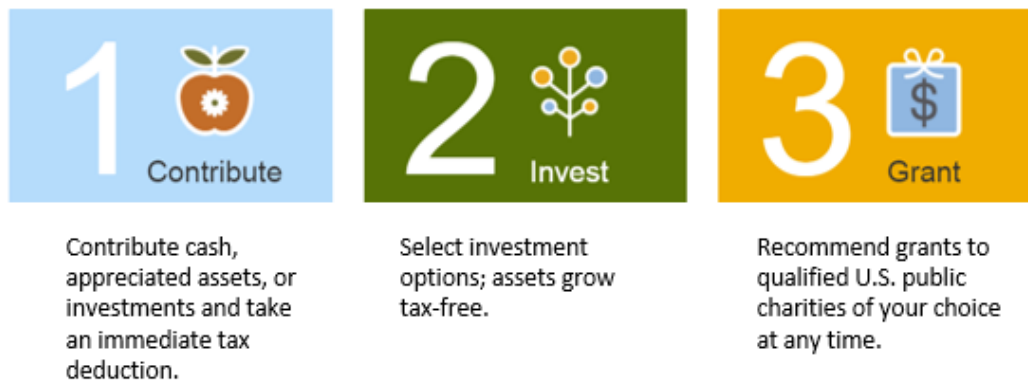 1
Contribute
2
Invest
3
$
Grant
Contribute cash,
appreciated assets, or
investments and take
an immediate tax
deduction.
Select investment
options; assets grow
tax-free.
Recommend grants to
qualified U.S. public
charities of your choice
at any time.